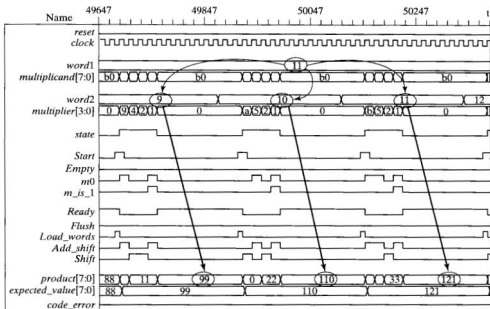 Name 49647 49847 50047 50247 t
reset
clock
word1 11
multiplicand[7:0] b0 b0 b0 b0
word2 9 10 11 12
multiplier[3:0] 0 9 4 2 1 0 a 5 2 1 0 b 5 2 1 0
state
Start
Empty
m0
m_is_1
Ready
Flush
Load_words
Add_shift
Shift
product[7:0] 88 11 99 0 22 110 33 121
expected_value[7:0] 88 99 110 121
code_error